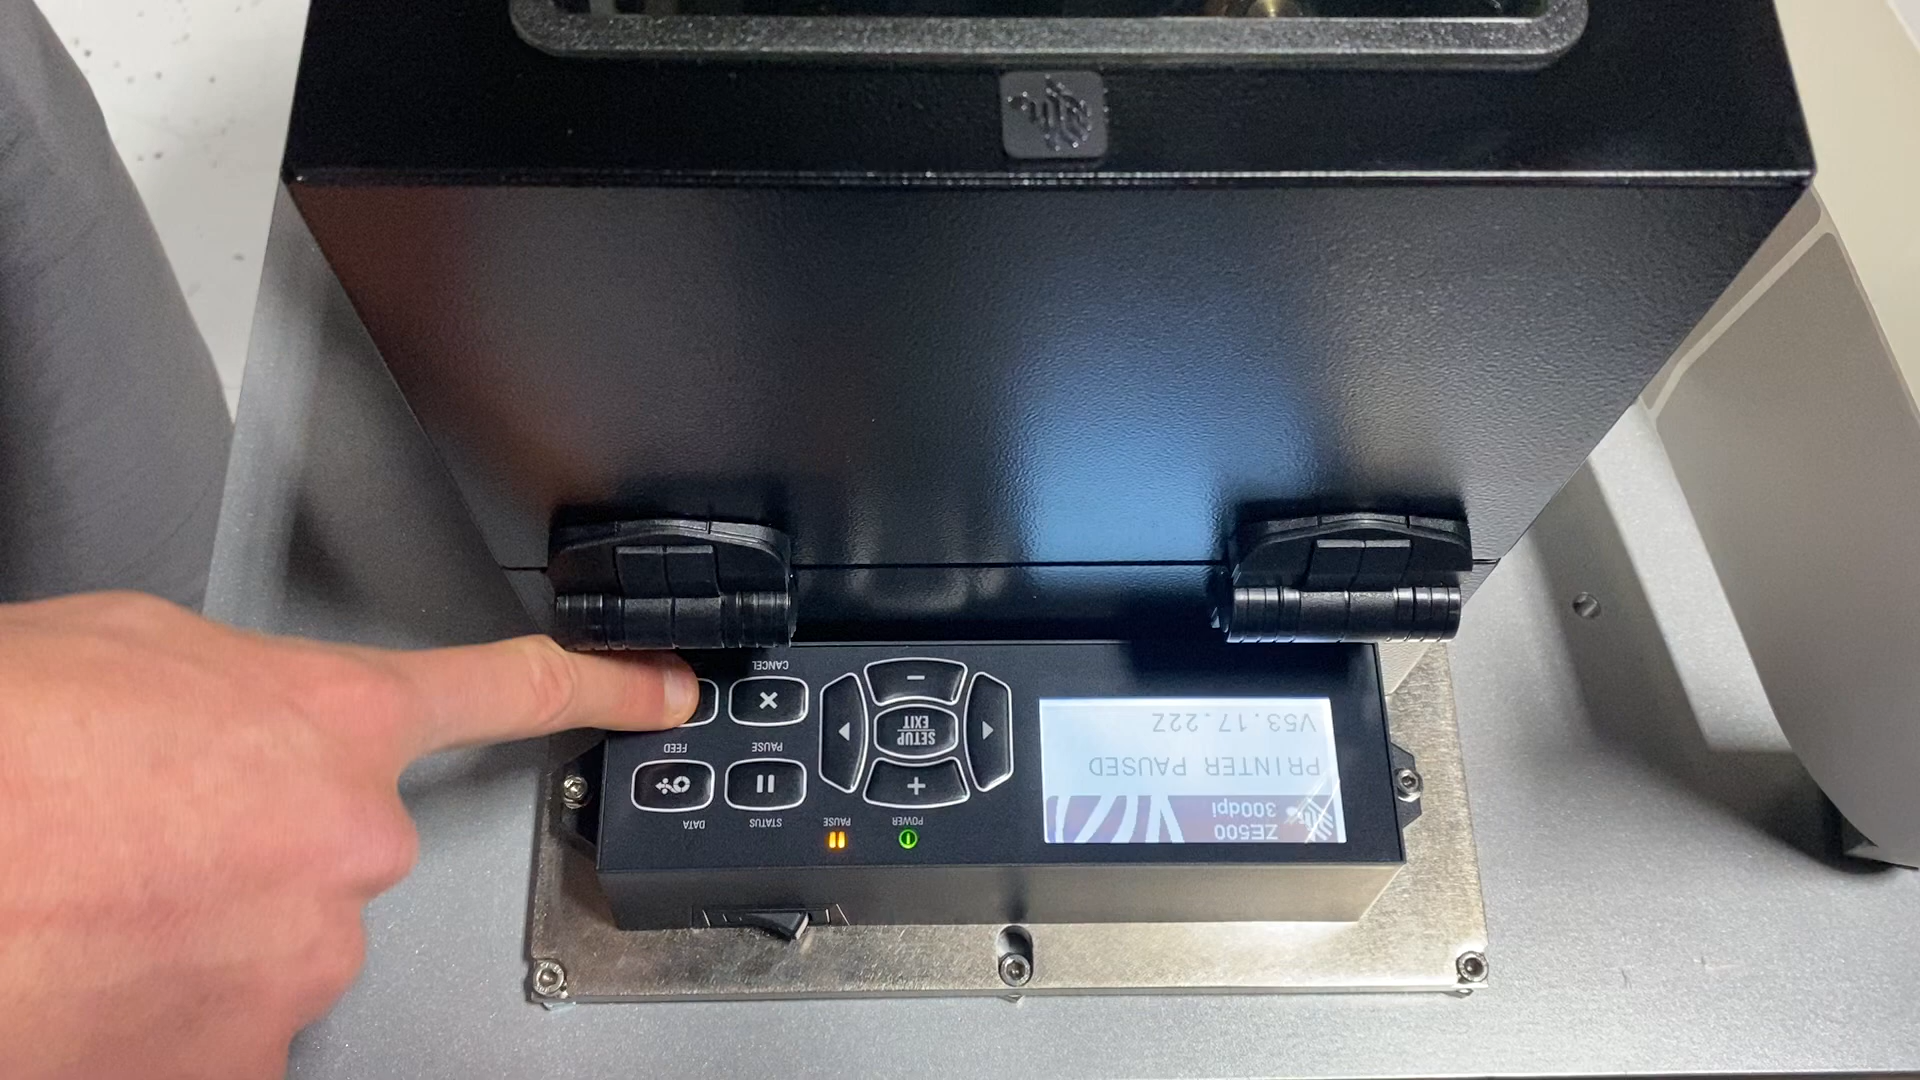 ZE500
300dpi
PRINTER PAUSED
V53.17.22Z
POWER
PAUSE
STATUS
DATA
+
SETUP
EXIT
-
PAUSE
FEED
CANCEL